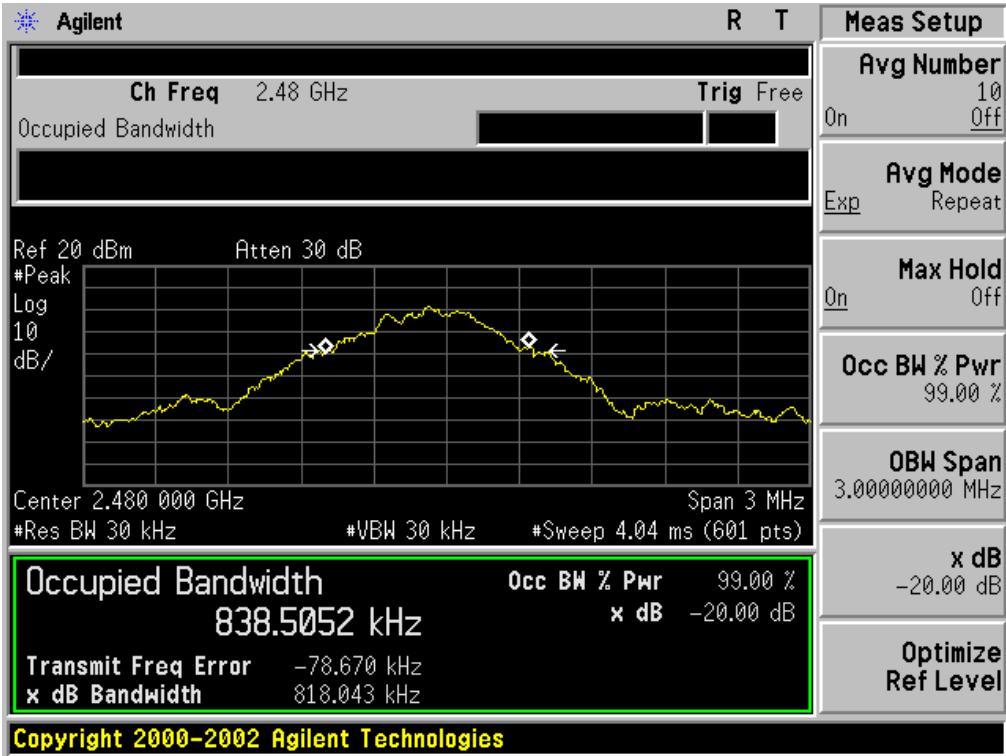 Agilent R T
Ch Freq 2.48 GHz Trig Free
Occupied Bandwidth
Ref 20 dBm Atten 30 dB
#Peak
Log
10
dB/
Center 2.480 000 GHz Span 3 MHz
#Res BW 30 kHz #VBW 30 kHz #Sweep 4.04 ms (601 pts)
Occupied Bandwidth Occ BW % Pwr 99.00 %
838.5052 kHz x dB -20.00 dB
Transmit Freq Error -78.670 kHz
x dB Bandwidth 818.043 kHz
Copyright 2000-2002 Agilent Technologies
Meas Setup
Avg Number
10
On Off
Avg Mode
Exp Repeat
Max Hold
On Off
Occ BW % Pwr
99.00 %
OBW Span
3.00000000 MHz
x dB
-20.00 dB
Optimize
Ref Level